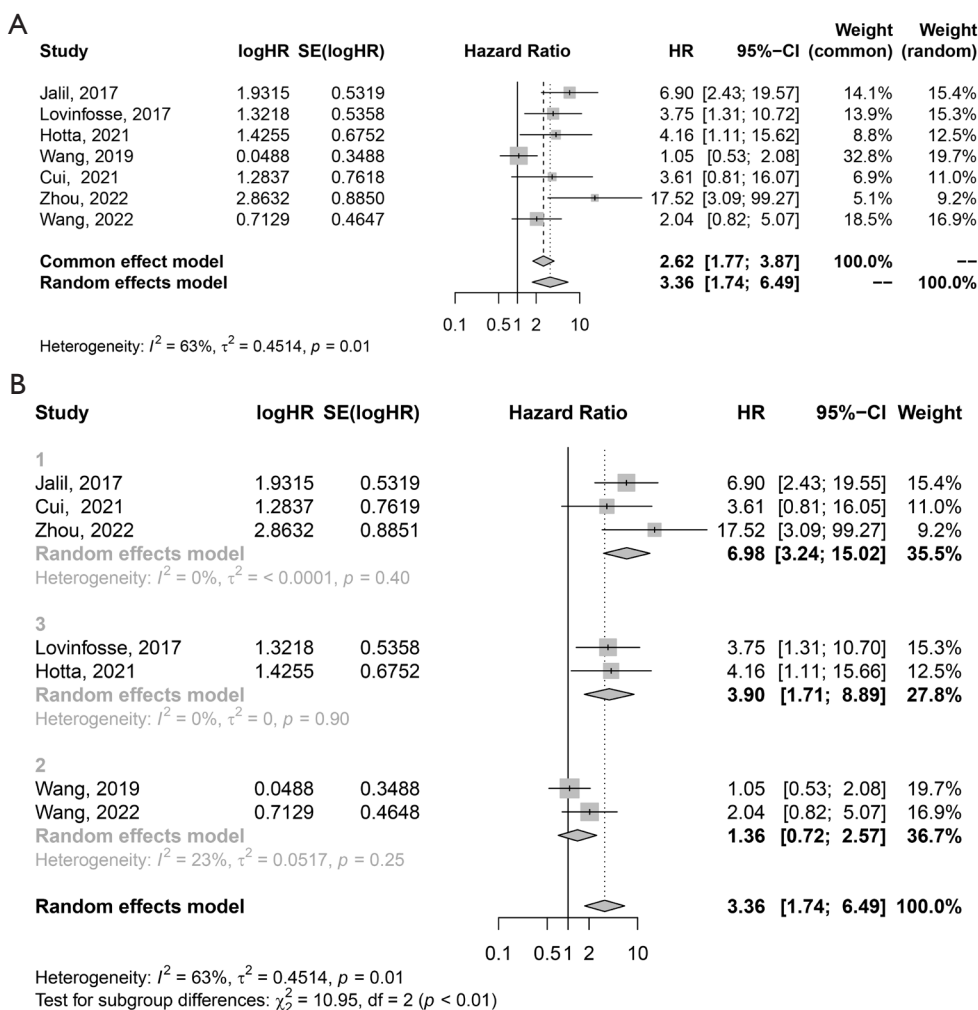 A
Study logHR SE(logHR) Hazard Ratio HR 95%−CI Weight (common) Weight (random)
Jalil, 2017 1.9315 0.5319 6.90 [2.43; 19.57] 14.1% 15.4%
Lovinfosse, 2017 1.3218 0.5358 3.75 [1.31; 10.72] 13.9% 15.3%
Hotta, 2021 1.4255 0.6752 4.16 [1.11; 15.62] 8.8% 12.5%
Wang, 2019 0.0488 0.3488 1.05 [0.53; 2.08] 32.8% 19.7%
Cui, 2021 1.2837 0.7618 3.61 [0.81; 16.07] 6.9% 11.0%
Zhou, 2022 2.8632 0.8850 17.52 [3.09; 99.27] 5.1% 9.2%
Wang, 2022 0.7129 0.4647 2.04 [0.82; 5.07] 18.5% 16.9%
Common effect model 2.62 [1.77; 3.87] 100.0% −−
Random effects model 3.36 [1.74; 6.49] −− 100.0%
0.1 0.5 1 2 10
Heterogeneity: I² = 63%, τ² = 0.4514, p = 0.01
B
Study logHR SE(logHR) Hazard Ratio HR 95%−CI Weight
1
Jalil, 2017 1.9315 0.5319 6.90 [2.43; 19.55] 15.4%
Cui, 2021 1.2837 0.7619 3.61 [0.81; 16.05] 11.0%
Zhou, 2022 2.8632 0.8851 17.52 [3.09; 99.27] 9.2%
Random effects model 6.98 [3.24; 15.02] 35.5%
Heterogeneity: I² = 0%, τ² = < 0.0001, p = 0.40
3
Lovinfosse, 2017 1.3218 0.5358 3.75 [1.31; 10.70] 15.3%
Hotta, 2021 1.4255 0.6752 4.16 [1.11; 15.66] 12.5%
Random effects model 3.90 [1.71; 8.89] 27.8%
Heterogeneity: I² = 0%, τ² = 0, p = 0.90
2
Wang, 2019 0.0488 0.3488 1.05 [0.53; 2.08] 19.7%
Wang, 2022 0.7129 0.4648 2.04 [0.82; 5.07] 16.9%
Random effects model 1.36 [0.72; 2.57] 36.7%
Heterogeneity: I² = 23%, τ² = 0.0517, p = 0.25
Random effects model 3.36 [1.74; 6.49] 100.0%
0.1 0.5 1 2 10
Heterogeneity: I² = 63%, τ² = 0.4514, p = 0.01
Test for subgroup differences: χ²₂ = 10.95, df = 2 (p < 0.01)